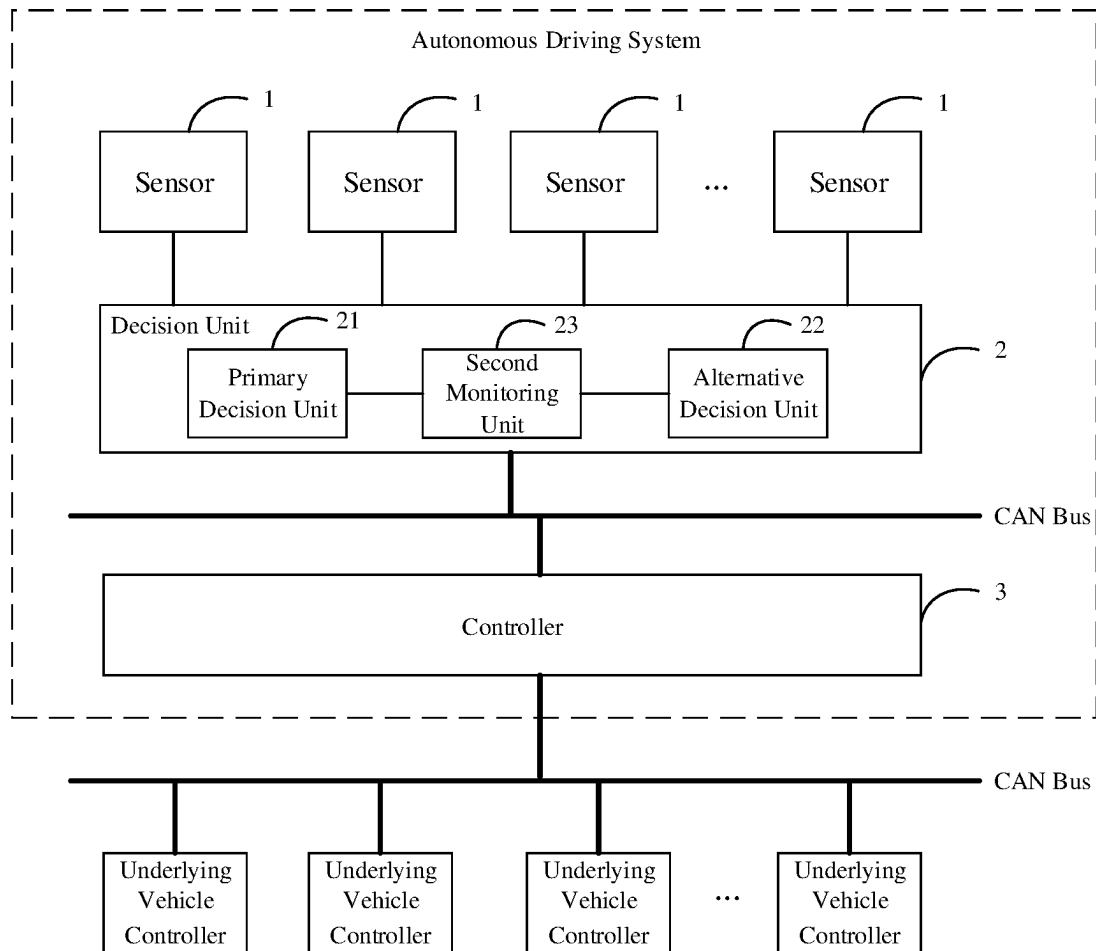 Autonomous Driving System
1 1 1 1
Sensor Sensor Sensor ... Sensor
Decision Unit
21 23 22 2
Primary
Decision Unit
Second
Monitoring
Unit
Alternative
Decision Unit
CAN Bus
3
Controller
CAN Bus
Underlying
Vehicle
Controller
Underlying
Vehicle
Controller
Underlying
Vehicle
Controller
...
Underlying
Vehicle
Controller